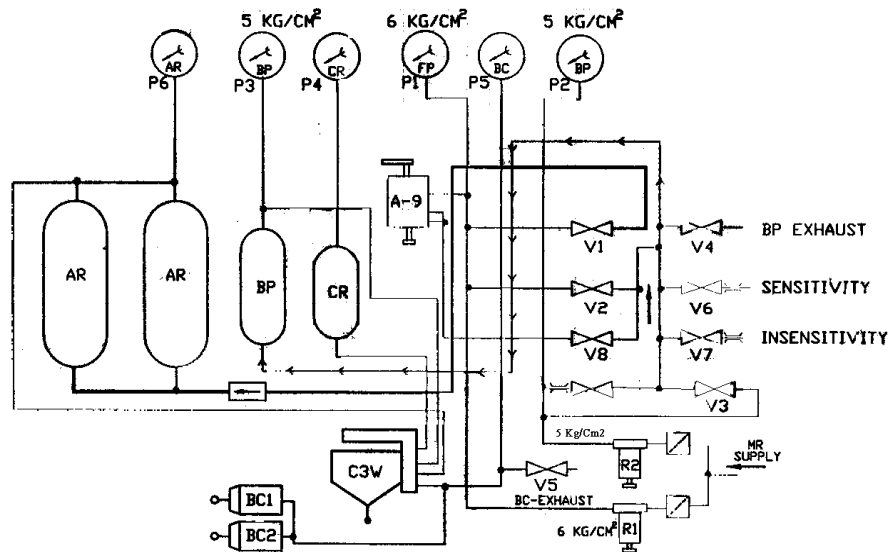 5 KG/CM2
6 KG/CM2
5 KG/CM2
AR
BP
CR
FP
BC
BP
P6
P3
P4
P1
P5
P2
A-9
V1
V4
BP EXHAUST
AR
AR
BP
CR
V2
V6
SENSITIVITY
V8
V7
INSENSITIVITY
V3
5 Kg/Cm2
MR
SUPPLY
C3W
R2
V5
BC-EXHAUST
BC1
BC2
6 KG/CM2
R1